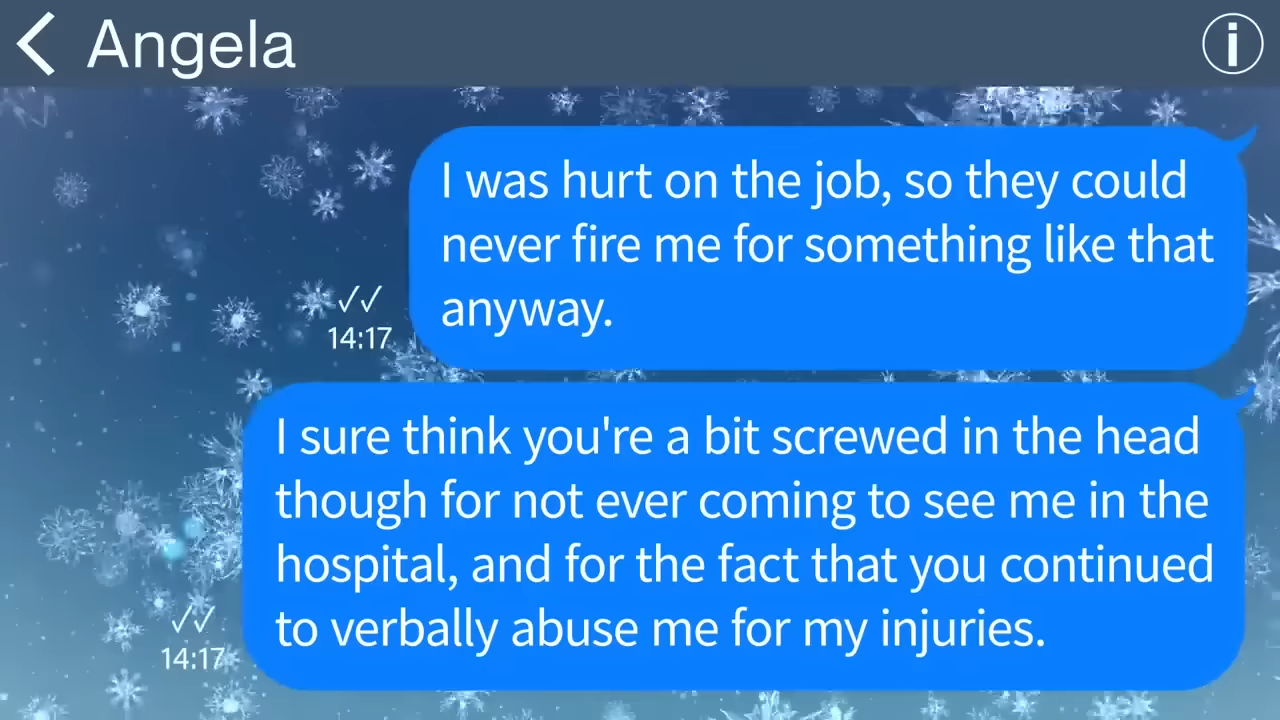 Angela
I was hurt on the job, so they could
never fire me for something like that
anyway.
14:17
I sure think you're a bit screwed in the head
though for not ever coming to see me in the
hospital, and for the fact that you continued
to verbally abuse me for my injuries.
14:17